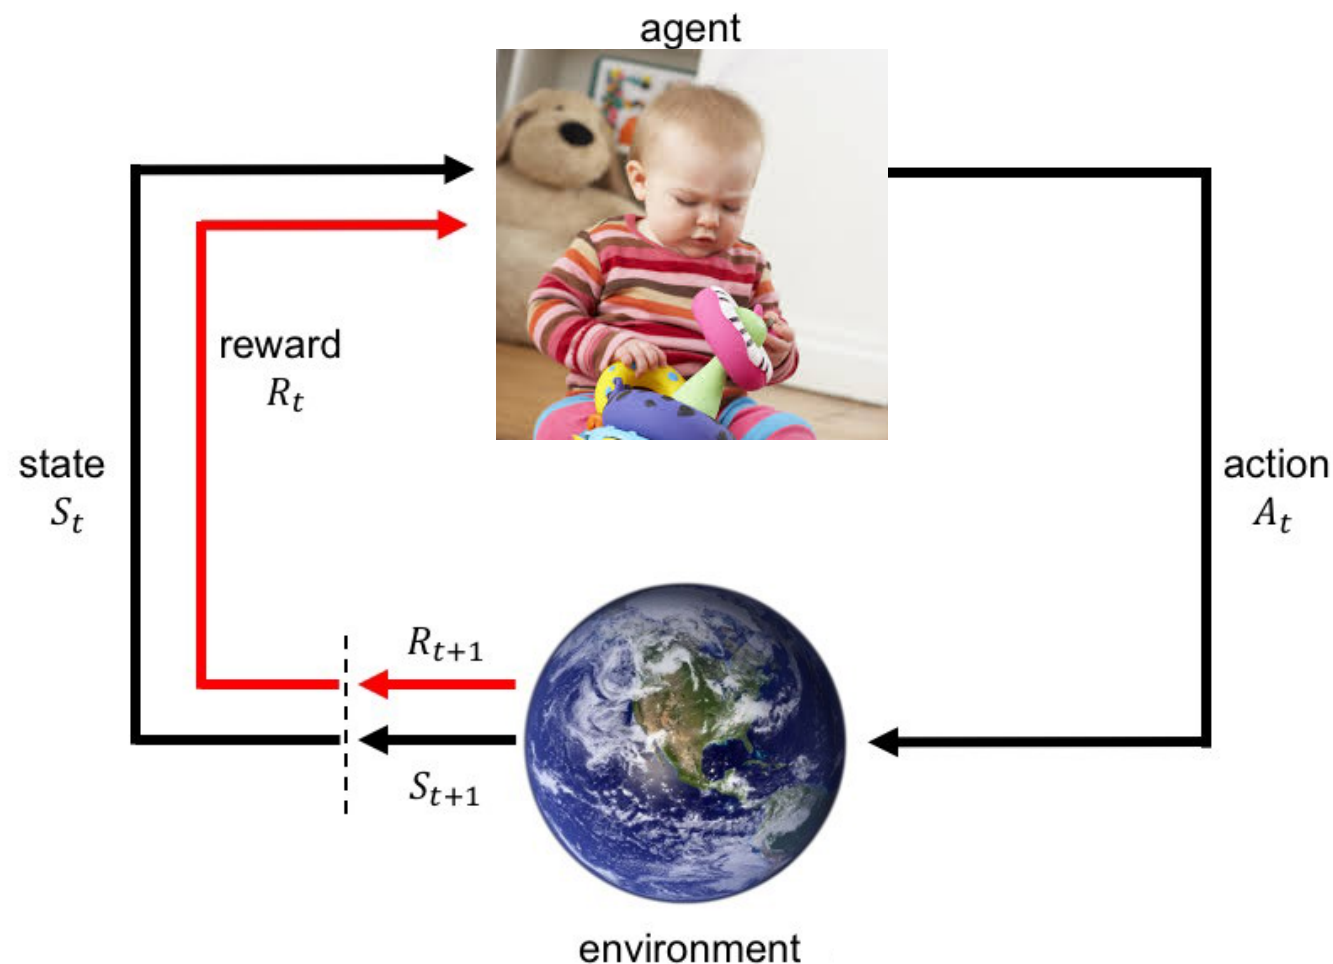 agent
reward
R_t
state
S_t
action
A_t
R_{t+1}
S_{t+1}
environment